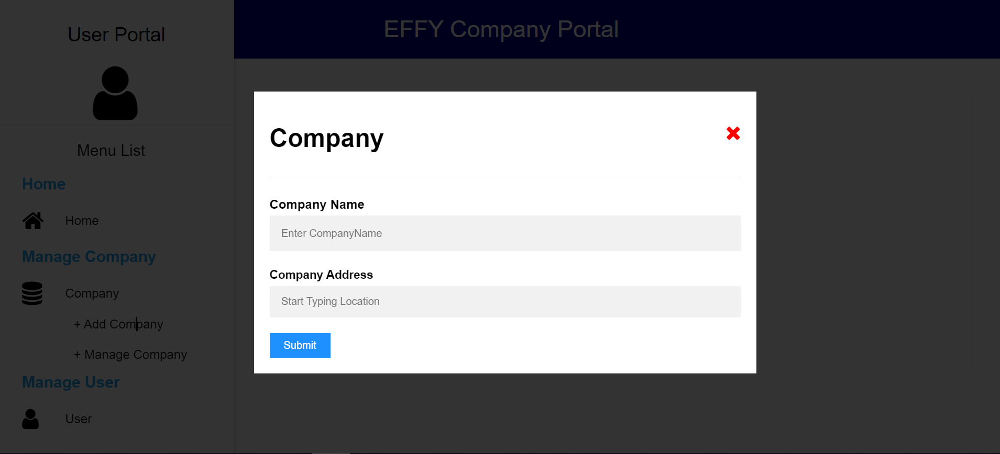 User Portal
EFFY Company Portal
Menu List
Home
Home
Manage Company
Company
+ Add Company
+ Manage Company
Manage User
User
Company
Company Name
Enter CompanyName
Company Address
Start Typing Location
Submit